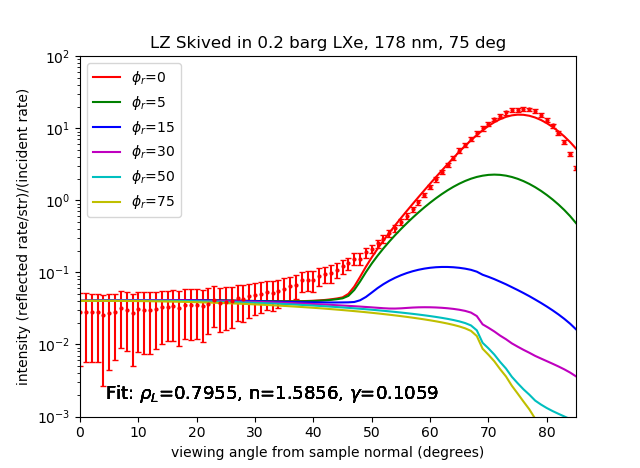 LZ Skived in 0.2 barg LXe, 178 nm, 75 deg
intensity (reflected rate/str)/(incident rate)
10²
10¹
10⁰
10⁻¹
10⁻²
10⁻³
ϕᵣ=0
ϕᵣ=5
ϕᵣ=15
ϕᵣ=30
ϕᵣ=50
ϕᵣ=75
Fit: ρ_L=0.7955, n=1.5856, γ=0.1059
0 10 20 30 40 50 60 70 80
viewing angle from sample normal (degrees)